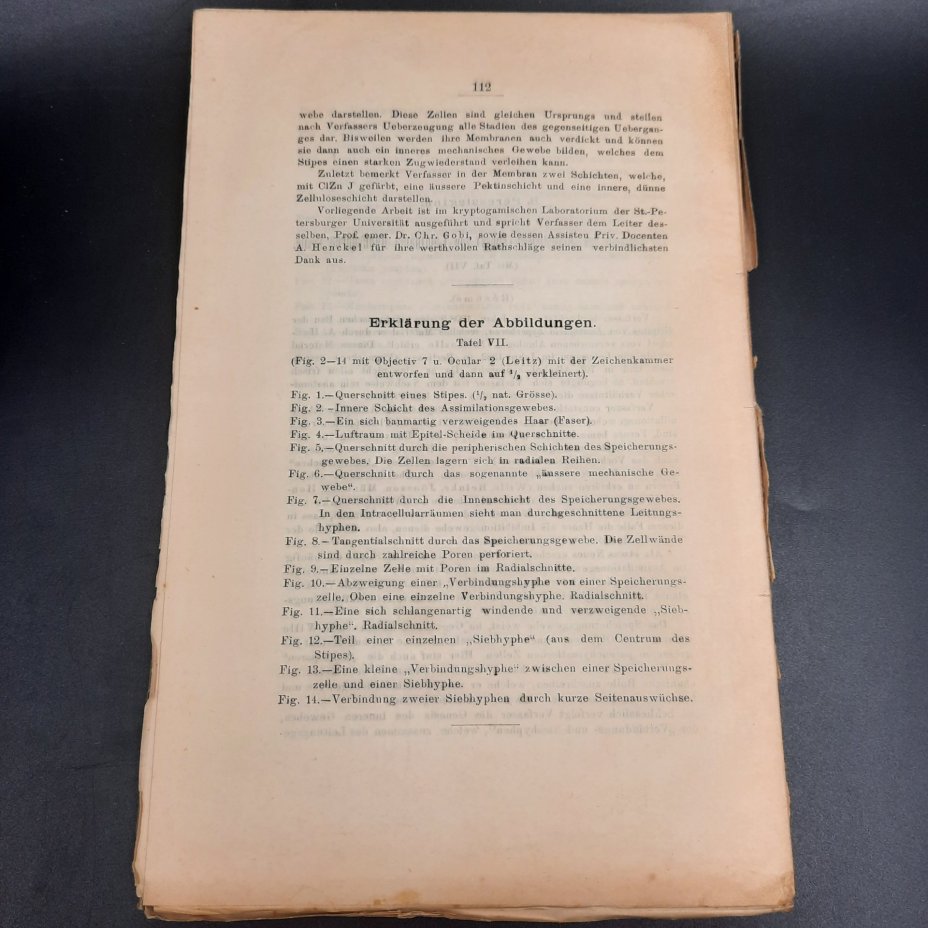 112
webe darstellen. Diese Zellen sind gleichen Ursprungs und stellen
nach Verfassers Ueberzeugung alle Stadien des gegenseitigen Uebergan-
ges dar. Bisweilen werden ihre Membranen auch verdickt und können
sie dann auch ein inneres mechanisches Gewebe bilden, welches dem
Stipes einen starken Zugwiederstand verleihen kann.
Zuletzt bemerkt Verfasser in der Membran zwei Schichten, welche,
mit ClZn J gefärbt, eine äussere Pektinschicht und eine innere, dünne
Zelluloseschicht darstellen.
Vorliegende Arbeit ist im kryptogamischen Laboratorium der St.-Pe-
tersburger Universität ausgeführt und spricht Verfasser dem Leiter des-
selben, Prof. emer. Dr. Chr. Gobi, sowie dessen Assisten Priv. Docenten
A. Henckel für ihre werthvollen Rathschläge seinen verbindlichsten
Dank aus.
Erklärung der Abbildungen.
Tafel VII.
(Fig. 2—14 mit Objectiv 7 u. Ocular 2 (Leitz) mit der Zeichenkammer
entworfen und dann auf verkleinert).
Fig. 1.—Querschnitt eines Stipes. (nat. Grösse).
Fig. 2.—Innere Schicht des Assimilationsgewebes.
Fig. 3.—Ein sich baumartig verzweigendes Haar (Faser).
Fig. 4.—Luftraum mit Epitel-Scheide im Querschnitte.
Fig. 5.—Querschnitt durch die peripherischen Schichten des Speicherungs-
gewebes. Die Zellen lagern sich in radialen Reihen.
Fig. 6.—Querschnitt durch das sogenannte „äussere mechanische Ge-
webe“.
Fig. 7.—Querschnitt durch die Innenschicht des Speicherungsgewebes.
In den Intracellularräumen sieht man durchgeschnittene Leitungs-
hyphen.
Fig. 8.—Tangentialschnitt durch das Speicherungsgewebe. Die Zellwände
sind durch zahlreiche Poren perforiert.
Fig. 9.—Einzelne Zelle mit Poren im Radialschnitte.
Fig. 10.—Abzweigung einer „Verbindungshyphe von einer Speicherungs-
zelle. Oben eine einzelne Verbindungshyphe. Radialschnitt.
Fig. 11.—Eine sich schlangenartig windende und verzweigende „Sieb-
hyphe“. Radialschnitt.
Fig. 12.—Teil einer einzelnen „Siebhyphe“ (aus dem Centrum des
Stipes).
Fig. 13.—Eine kleine „Verbindungshyphe“ zwischen einer Speicherungs-
zelle und einer Siebhyphe.
Fig. 14.—Verbindung zweier Siebhyphen durch kurze Seitenauswüchse.